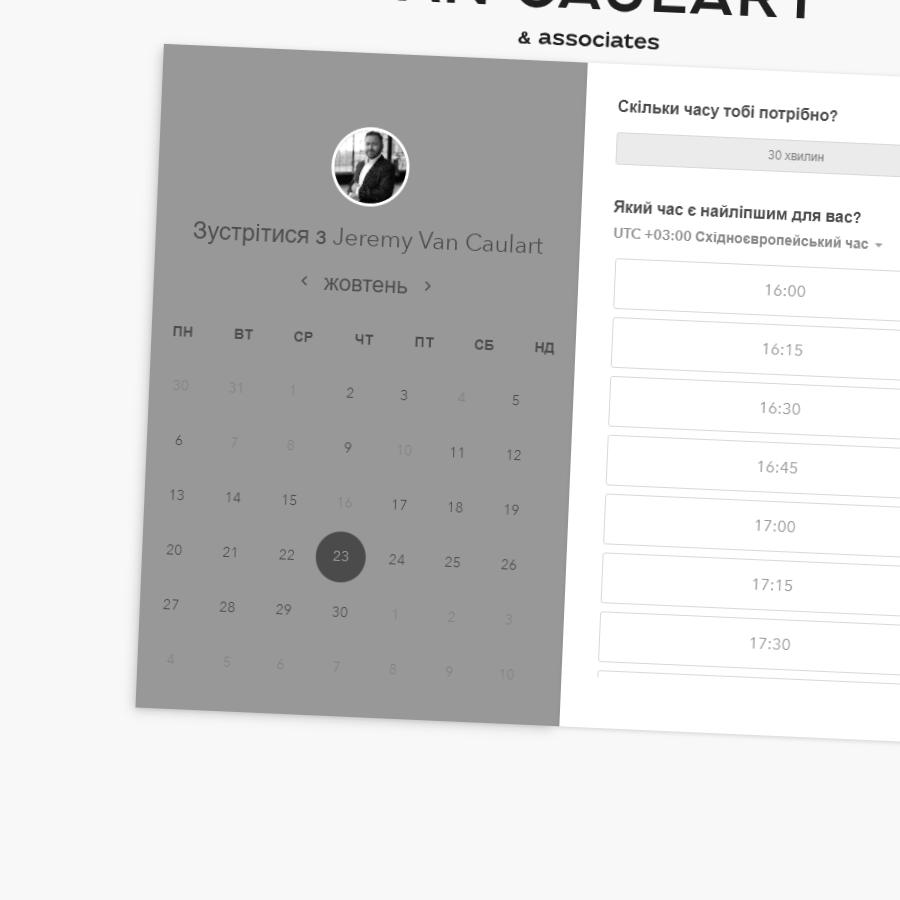 & associates
Зустрітися з Jeremy Van Caulart
‹ жовтень ›
ПН ВТ СР ЧТ ПТ СБ НД
30 31 1 2 3 4 5
6 7 8 9 10 11 12
13 14 15 16 17 18 19
20 21 22 23 24 25 26
27 28 29 30 1 2 3
4 5 6 7 8 9 10
Скільки часу тобі потрібно?
30 хвилин
Який час є найліпшим для вас?
UTC +03:00 Східноєвропейський час
16:00
16:15
16:30
16:45
17:00
17:15
17:30